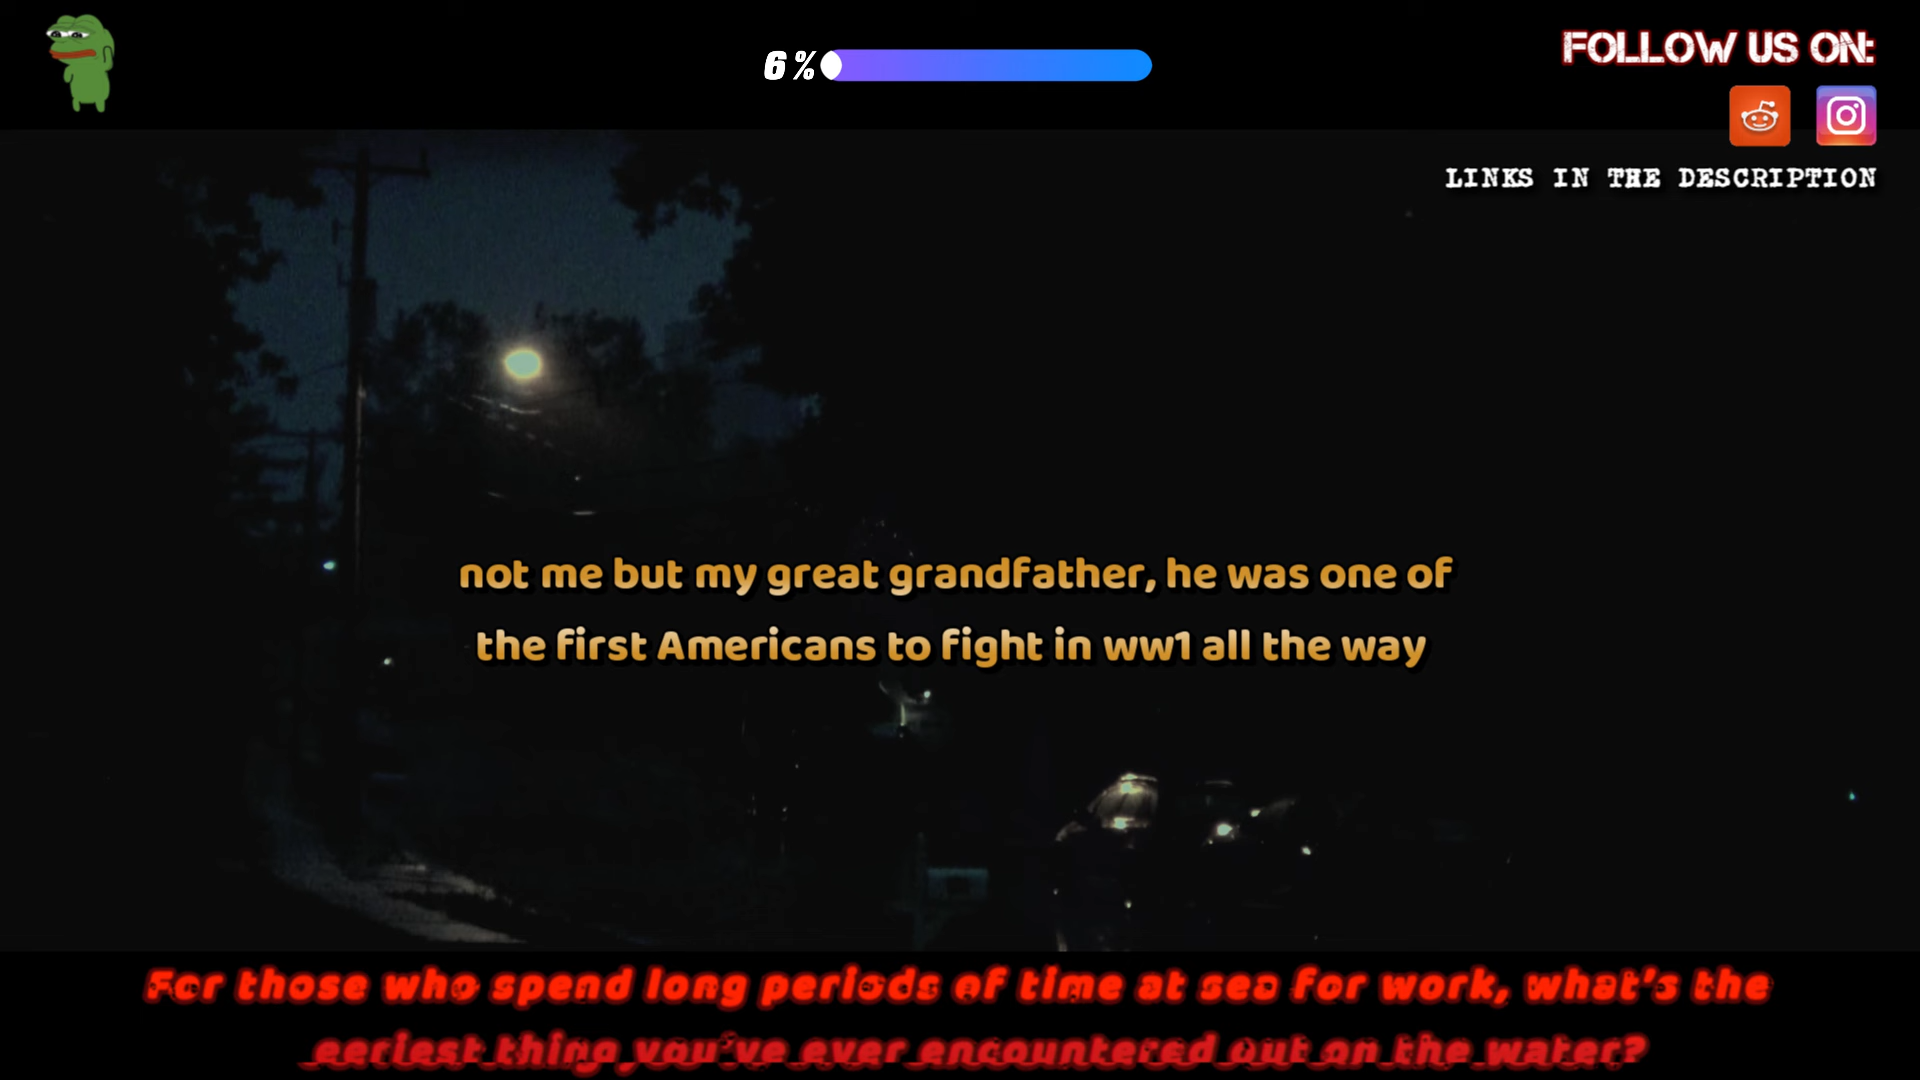 6%
FOLLOW US ON:
LINKS IN THE DESCRIPTION
not me but my great grandfather, he was one of
the first Americans to fight in ww1 all the way
For those who spend long periods of time at sea for work, what's the
eeriest thing you've ever encountered out on the water?